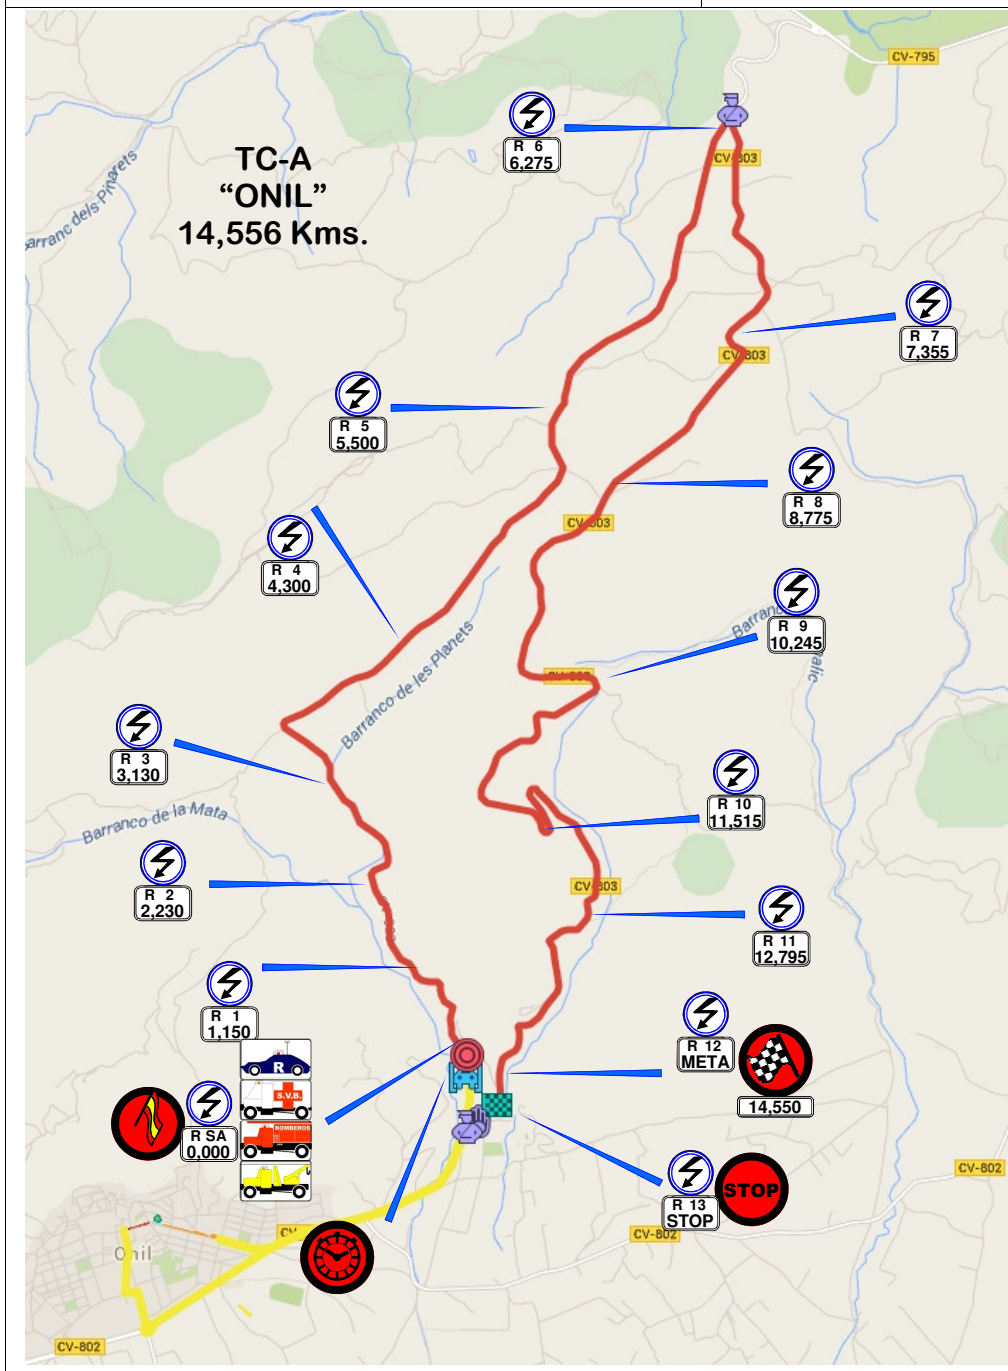 CV-795
R 6
6,275
CV-803
TC-A
“ONIL”
14,556 Kms.
Barranc dels Pinarets
R 7
7,355
CV-803
R 5
5,500
R 8
8,775
CV-803
R 4
4,300
R 9
10,245
Barranco de les Planets
R 3
3,130
R 10
11,515
Barranco de la Mata
R 2
2,230
CV-803
R 11
12,795
R 1
1,150
R
R 12
META
14,550
S.V.B.
BOMBEROS
R SA
0,000
R 13
STOP
STOP
CV-802
CV-802
Onil
CV-802